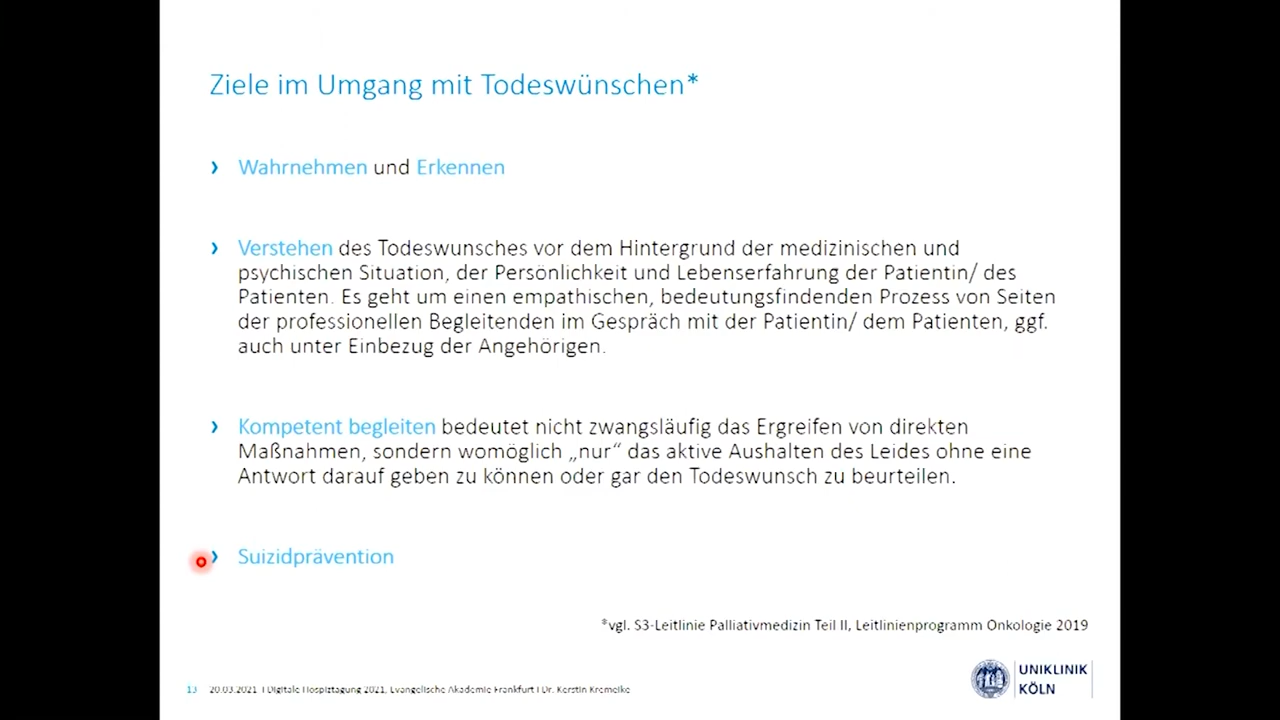 Ziele im Umgang mit Todeswünschen*
› Wahrnehmen und Erkennen
› Verstehen des Todeswunsches vor dem Hintergrund der medizinischen und
psychischen Situation, der Persönlichkeit und Lebenserfahrung der Patientin/ des
Patienten. Es geht um einen empathischen, bedeutungsfindenden Prozess von Seiten
der professionellen Begleitenden im Gespräch mit der Patientin/ dem Patienten, ggf.
auch unter Einbezug der Angehörigen.
› Kompetent begleiten bedeutet nicht zwangsläufig das Ergreifen von direkten
Maßnahmen, sondern womöglich „nur“ das aktive Aushalten des Leides ohne eine
Antwort darauf geben zu können oder gar den Todeswunsch zu beurteilen.
› Suizidprävention
*vgl. S3-Leitlinie Palliativmedizin Teil II, Leitlinienprogramm Onkologie 2019
UNIKLINIK
KÖLN
13 20.03.2021 I Digitale Hospiztagung 2021, Evangelische Akademie Frankfurt I Dr. Kerstin Kremeike